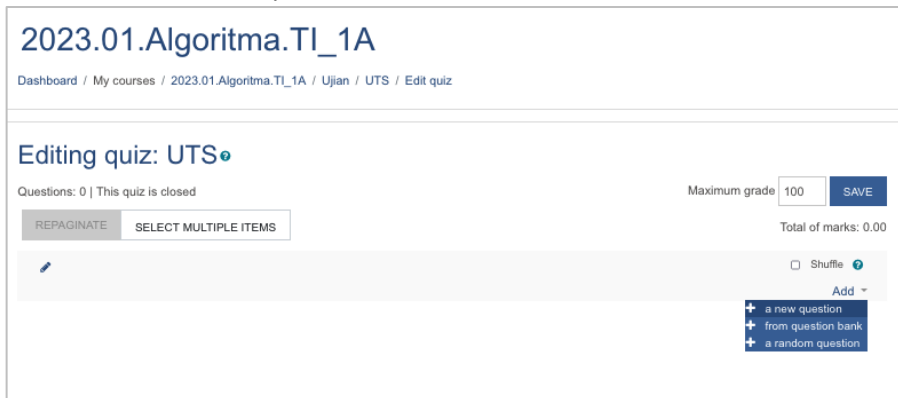 2023.01.Algoritma.TI_1A
Dashboard / My courses / 2023.01.Algoritma.TI_1A / Ujian / UTS / Edit quiz
Editing quiz: UTS
Questions: 0 | This quiz is closed
Maximum grade 100 SAVE
REPAGINATE SELECT MULTIPLE ITEMS
Total of marks: 0.00
Shuffle
Add
a new question
from question bank
a random question